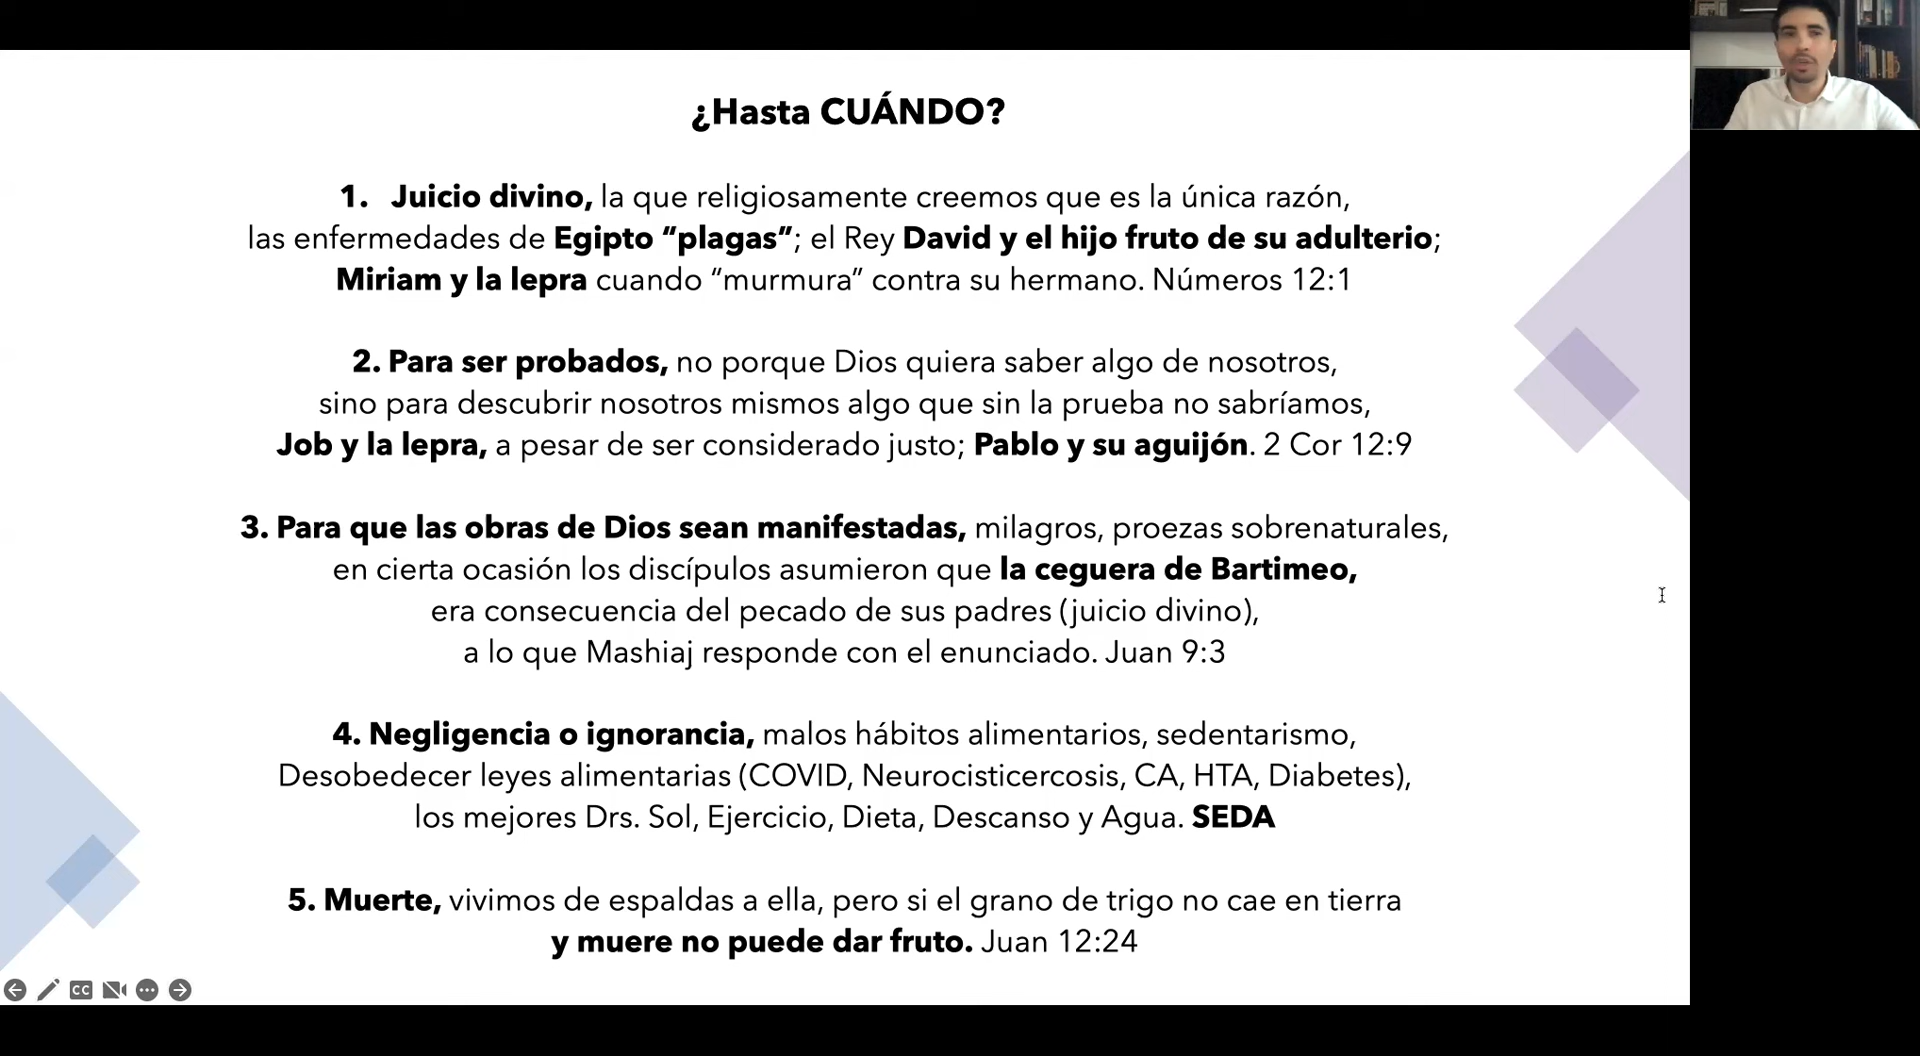 ¿Hasta CUÁNDO?
1. Juicio divino, la que religiosamente creemos que es la única razón,
las enfermedades de Egipto “plagas”; el Rey David y el hijo fruto de su adulterio;
Miriam y la lepra cuando “murmura” contra su hermano. Números 12:1
2. Para ser probados, no porque Dios quiera saber algo de nosotros,
sino para descubrir nosotros mismos algo que sin la prueba no sabríamos,
Job y la lepra, a pesar de ser considerado justo; Pablo y su aguijón. 2 Cor 12:9
3. Para que las obras de Dios sean manifestadas, milagros, proezas sobrenaturales,
en cierta ocasión los discípulos asumieron que la ceguera de Bartimeo,
era consecuencia del pecado de sus padres (juicio divino),
a lo que Mashiaj responde con el enunciado. Juan 9:3
4. Negligencia o ignorancia, malos hábitos alimentarios, sedentarismo,
Desobedecer leyes alimentarias (COVID, Neurocisticercosis, CA, HTA, Diabetes),
los mejores Drs. Sol, Ejercicio, Dieta, Descanso y Agua. SEDA
5. Muerte, vivimos de espaldas a ella, pero si el grano de trigo no cae en tierra
y muere no puede dar fruto. Juan 12:24
CC